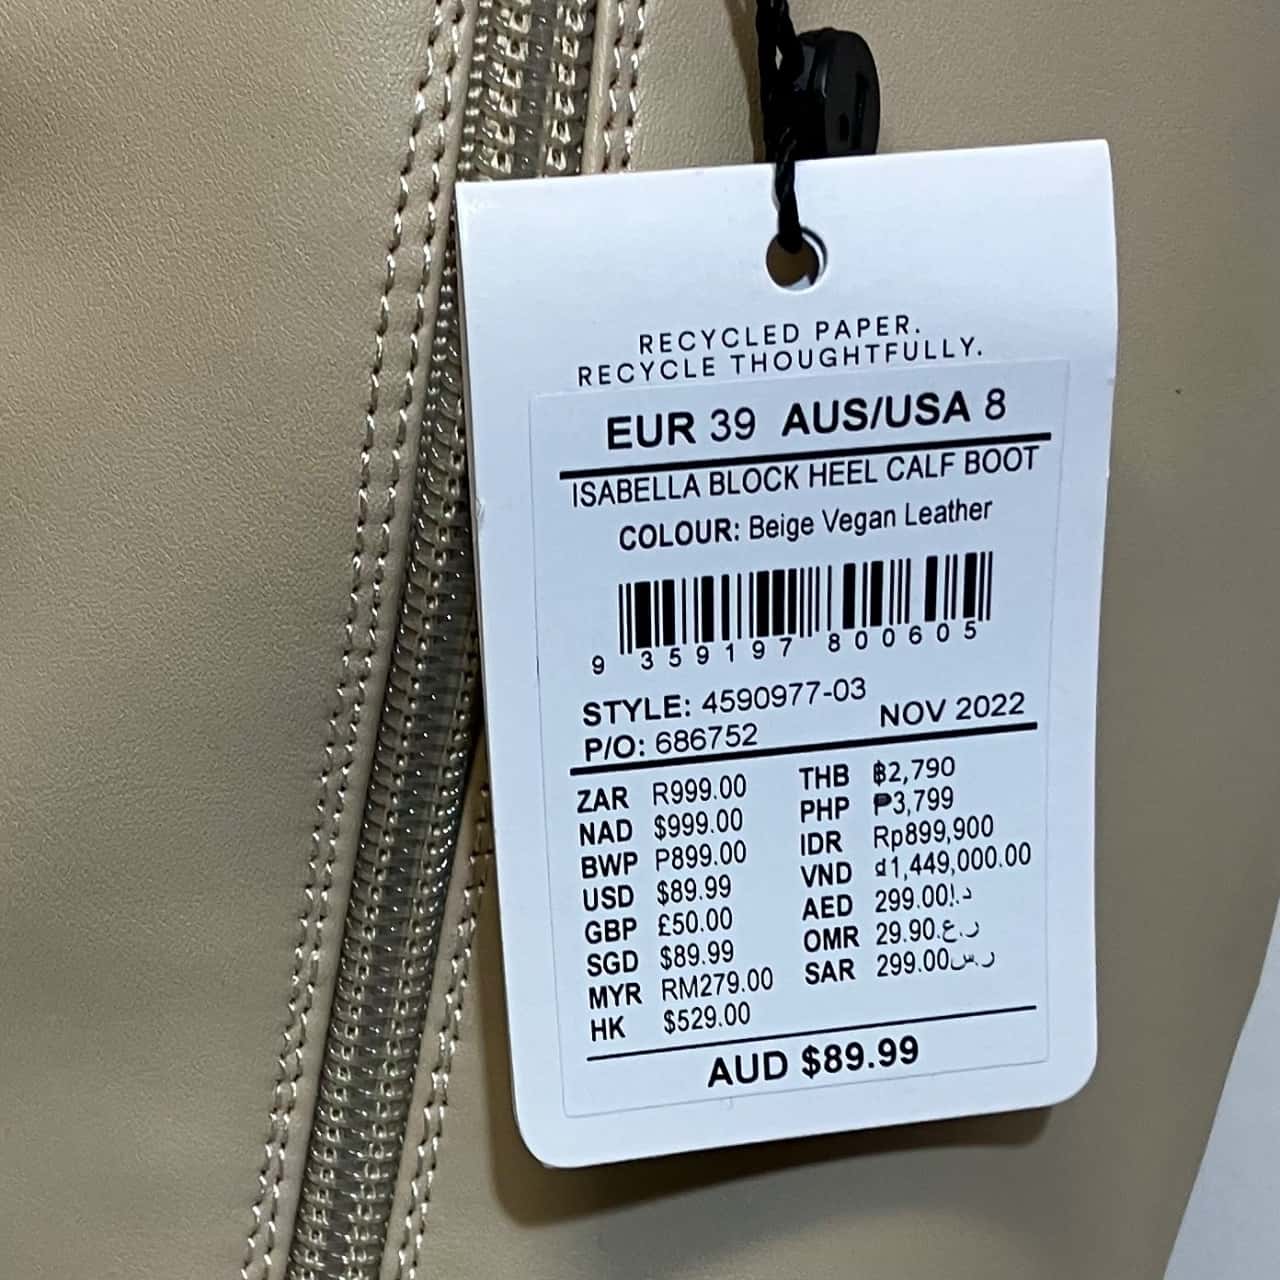 RECYCLED PAPER.
RECYCLE THOUGHTFULLY.
EUR 39 AUS/USA 8
ISABELLA BLOCK HEEL CALF BOOT
COLOUR: Beige Vegan Leather
9 359197 800605
STYLE: 4590977-03
P/O: 686752 NOV 2022
ZAR R999.00 THB ฿2,790
NAD $999.00 PHP ₱3,799
BWP P899.00 IDR Rp899,900
USD $89.99 VND đ1,449,000.00
GBP £50.00 AED 299.00د.إ
SGD $89.99 OMR 29.90ر.ع.
MYR RM279.00 SAR 299.00ر.س
HK $529.00
AUD $89.99